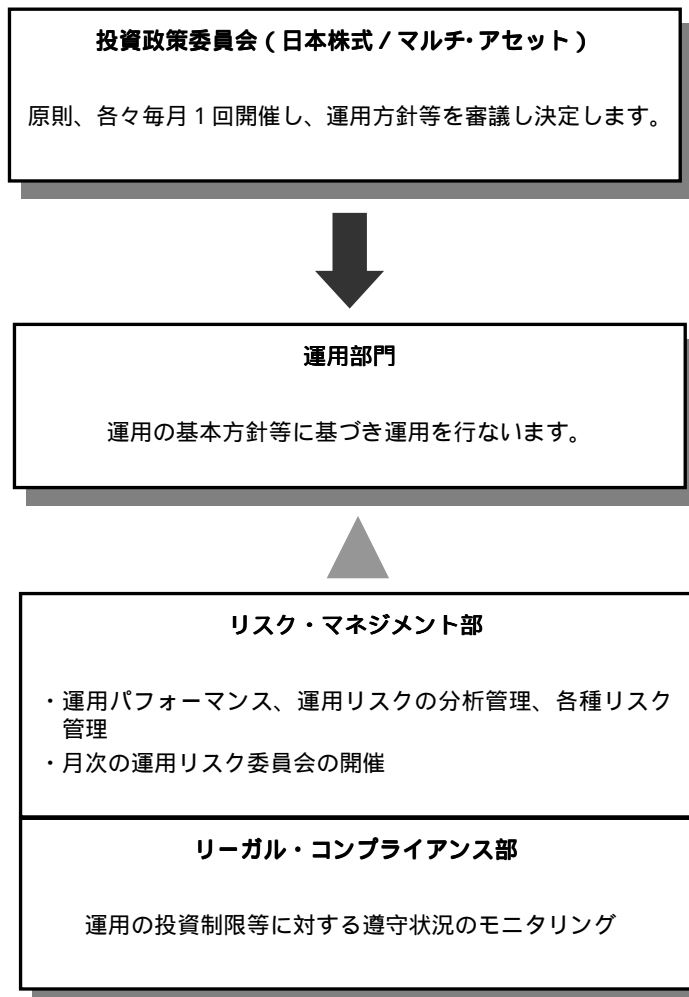 投資政策委員会(日本株式/マルチ・アセット)
原則、各々毎月1回開催し、運用方針等を審議し決定します。
運用部門
運用の基本方針等に基づき運用を行ないます。
リスク・マネジメント部
・運用パフォーマンス、運用リスクの分析管理、各種リスク
管理
・月次の運用リスク委員会の開催
リーガル・コンプライアンス部
運用の投資制限等に対する遵守状況のモニタリング